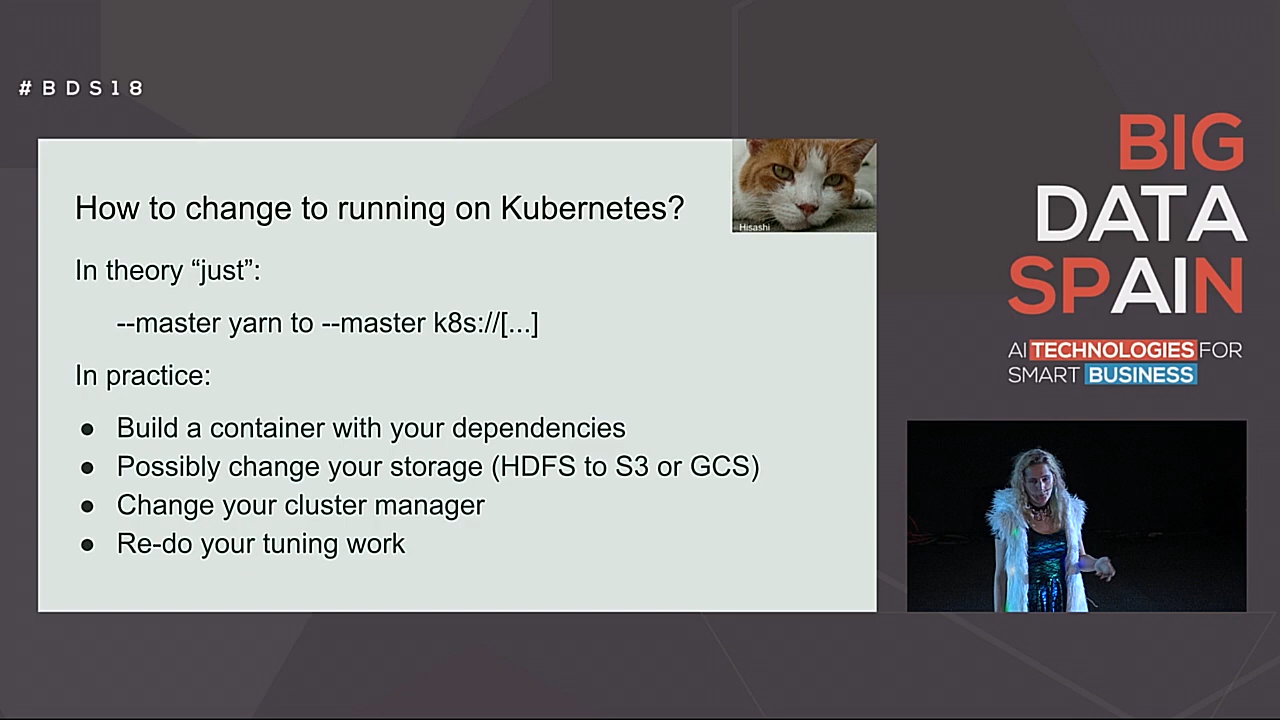 #BDS18
How to change to running on Kubernetes?
Hisashi
In theory “just”:
--master yarn to --master k8s://[...]
In practice:
● Build a container with your dependencies
● Possibly change your storage (HDFS to S3 or GCS)
● Change your cluster manager
● Re-do your tuning work
BIG
DATA
SPAIN
AI TECHNOLOGIES FOR
SMART BUSINESS